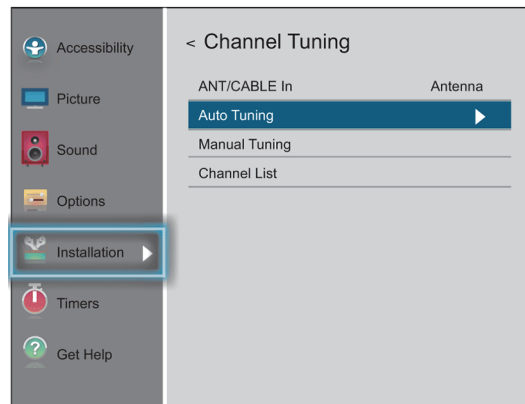 Accessibility
Picture
Sound
Options
Installation
Timers
Get Help
< Channel Tuning
ANT/CABLE In Antenna
Auto Tuning
Manual Tuning
Channel List